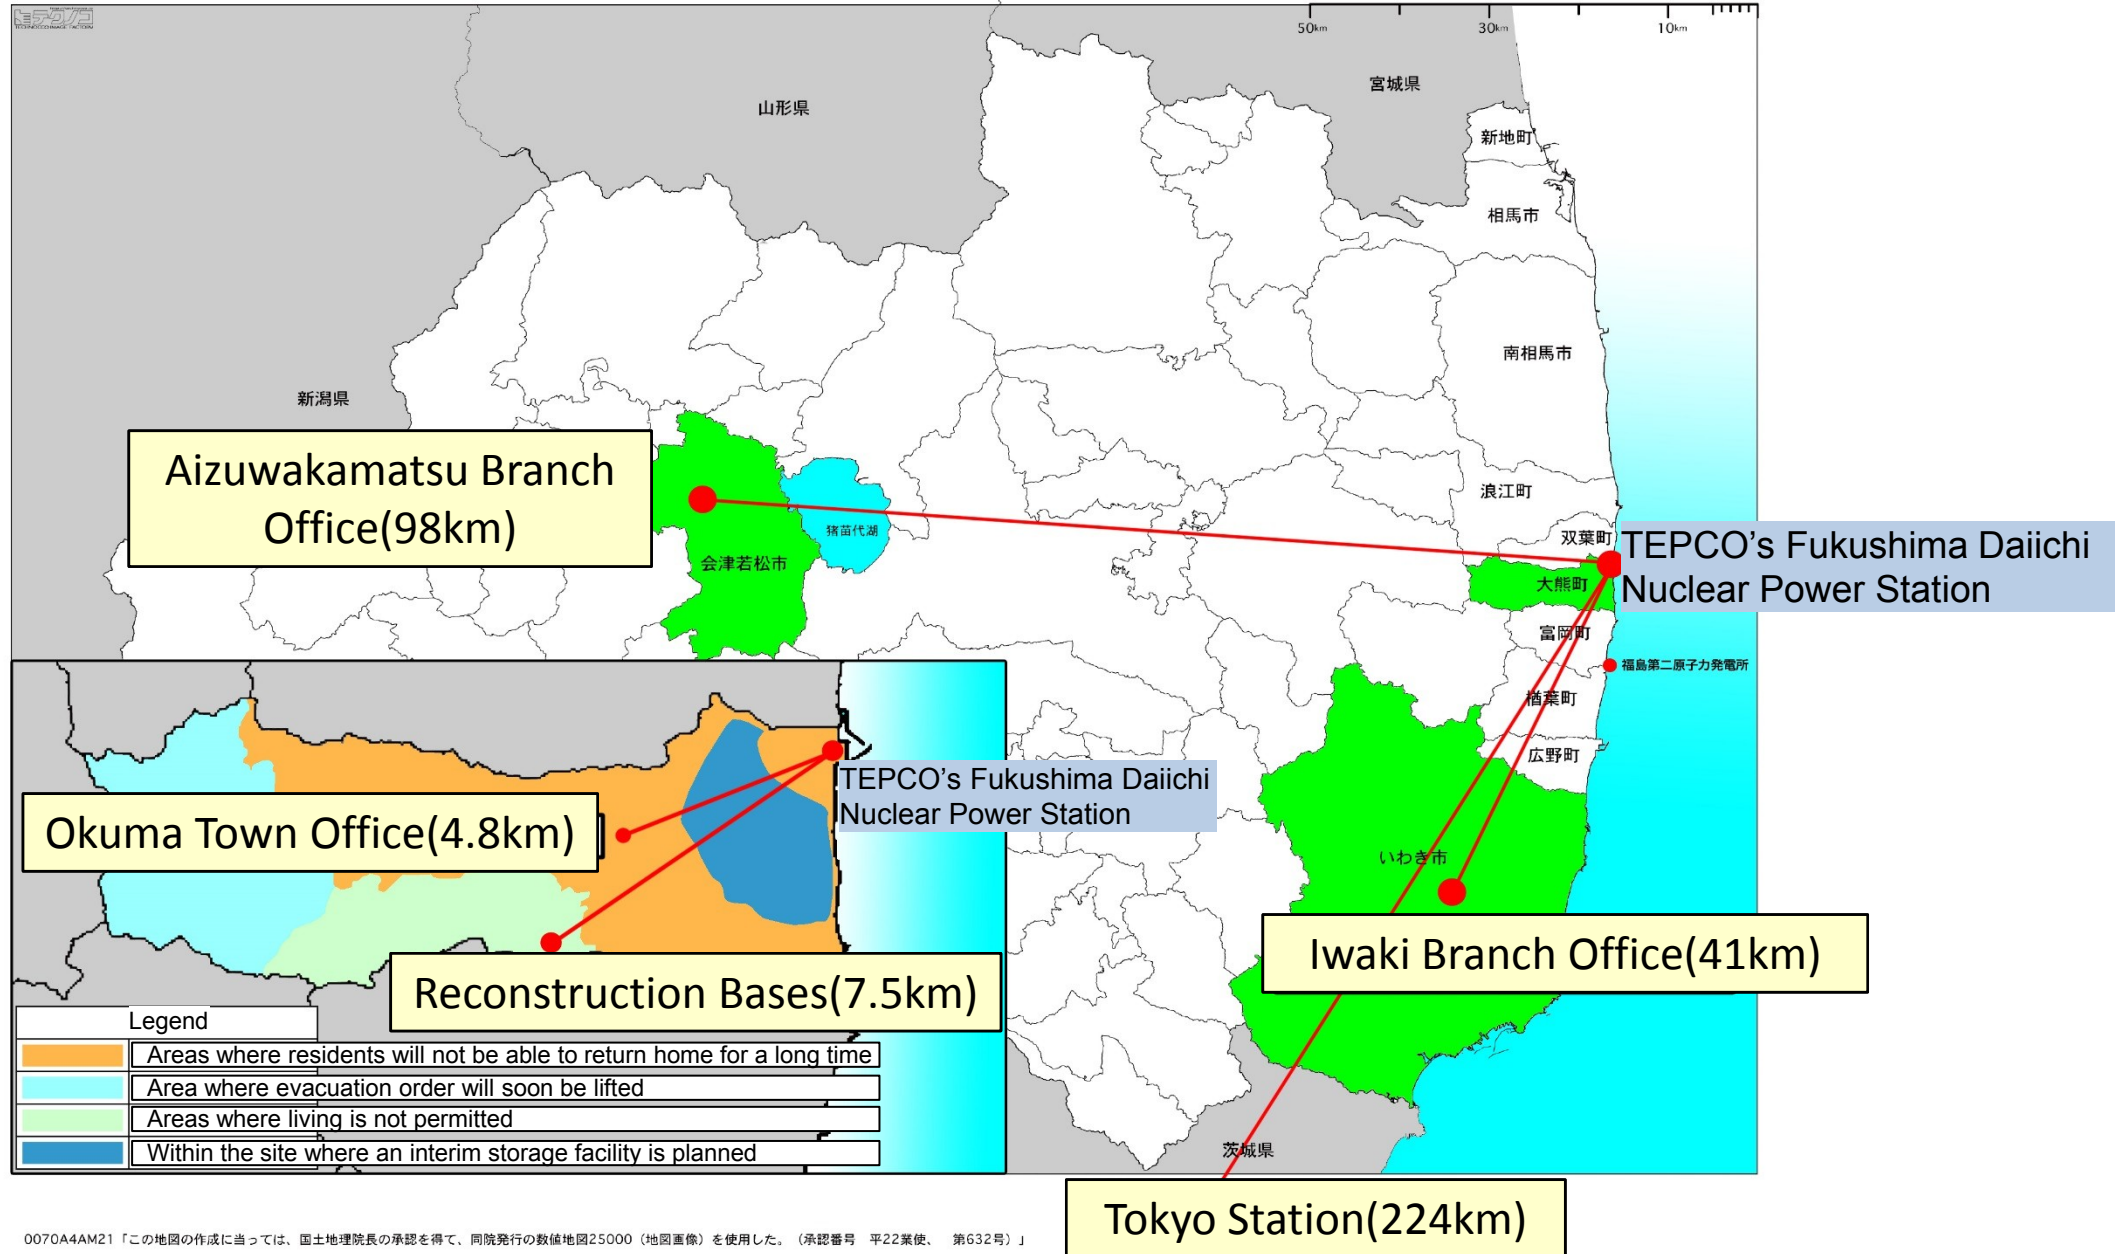 ヒテクノコ
50km
30km
10km
宮城県
山形県
新地町
相馬市
南相馬市
新潟県
Aizuwakamatsu Branch
Office(98km)
浪江町
猪苗代湖
双葉町
TEPCO's Fukushima Daiichi
Nuclear Power Station
会津若松市
大熊町
富岡町
福島第二原子力発電所
楢葉町
広野町
TEPCO's Fukushima Daiichi
Nuclear Power Station
Okuma Town Office(4.8km)
いわき市
Iwaki Branch Office(41km)
Reconstruction Bases(7.5km)
Legend
Areas where residents will not be able to return home for a long time
Area where evacuation order will soon be lifted
Areas where living is not permitted
Within the site where an interim storage facility is planned
茨城県
Tokyo Station(224km)
0070A4AM21「この地図の作成に当っては、国土地理院長の承認を得て、同院発行の数値地図25000（地図画像）を使用した。（承認番号　平22業使、　第632号）」